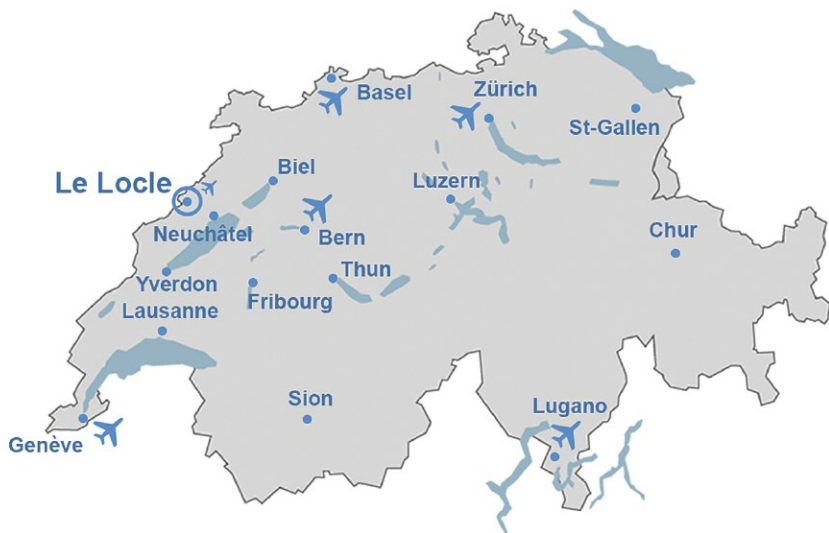 Basel
Zürich
St-Gallen
Biel
Le Locle
Luzern
Neuchâtel
Bern
Chur
Thun
Yverdon
Fribourg
Lausanne
Sion
Lugano
Genève